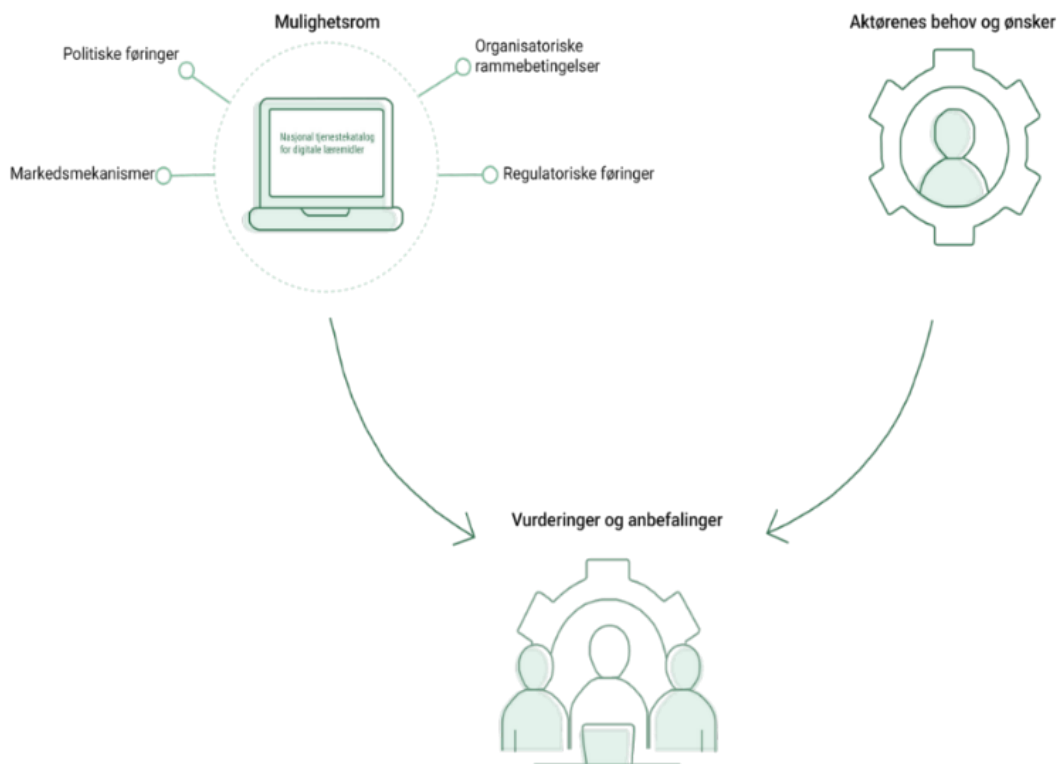 Mulighetsrom
Aktørenes behov og ønsker
Politiske føringer
Organisatoriske
rammebetingelser
Nasjonal tjenestekatalog
for digitale læremidler
Markedsmekanismer
Regulatoriske føringer
Vurderinger og anbefalinger